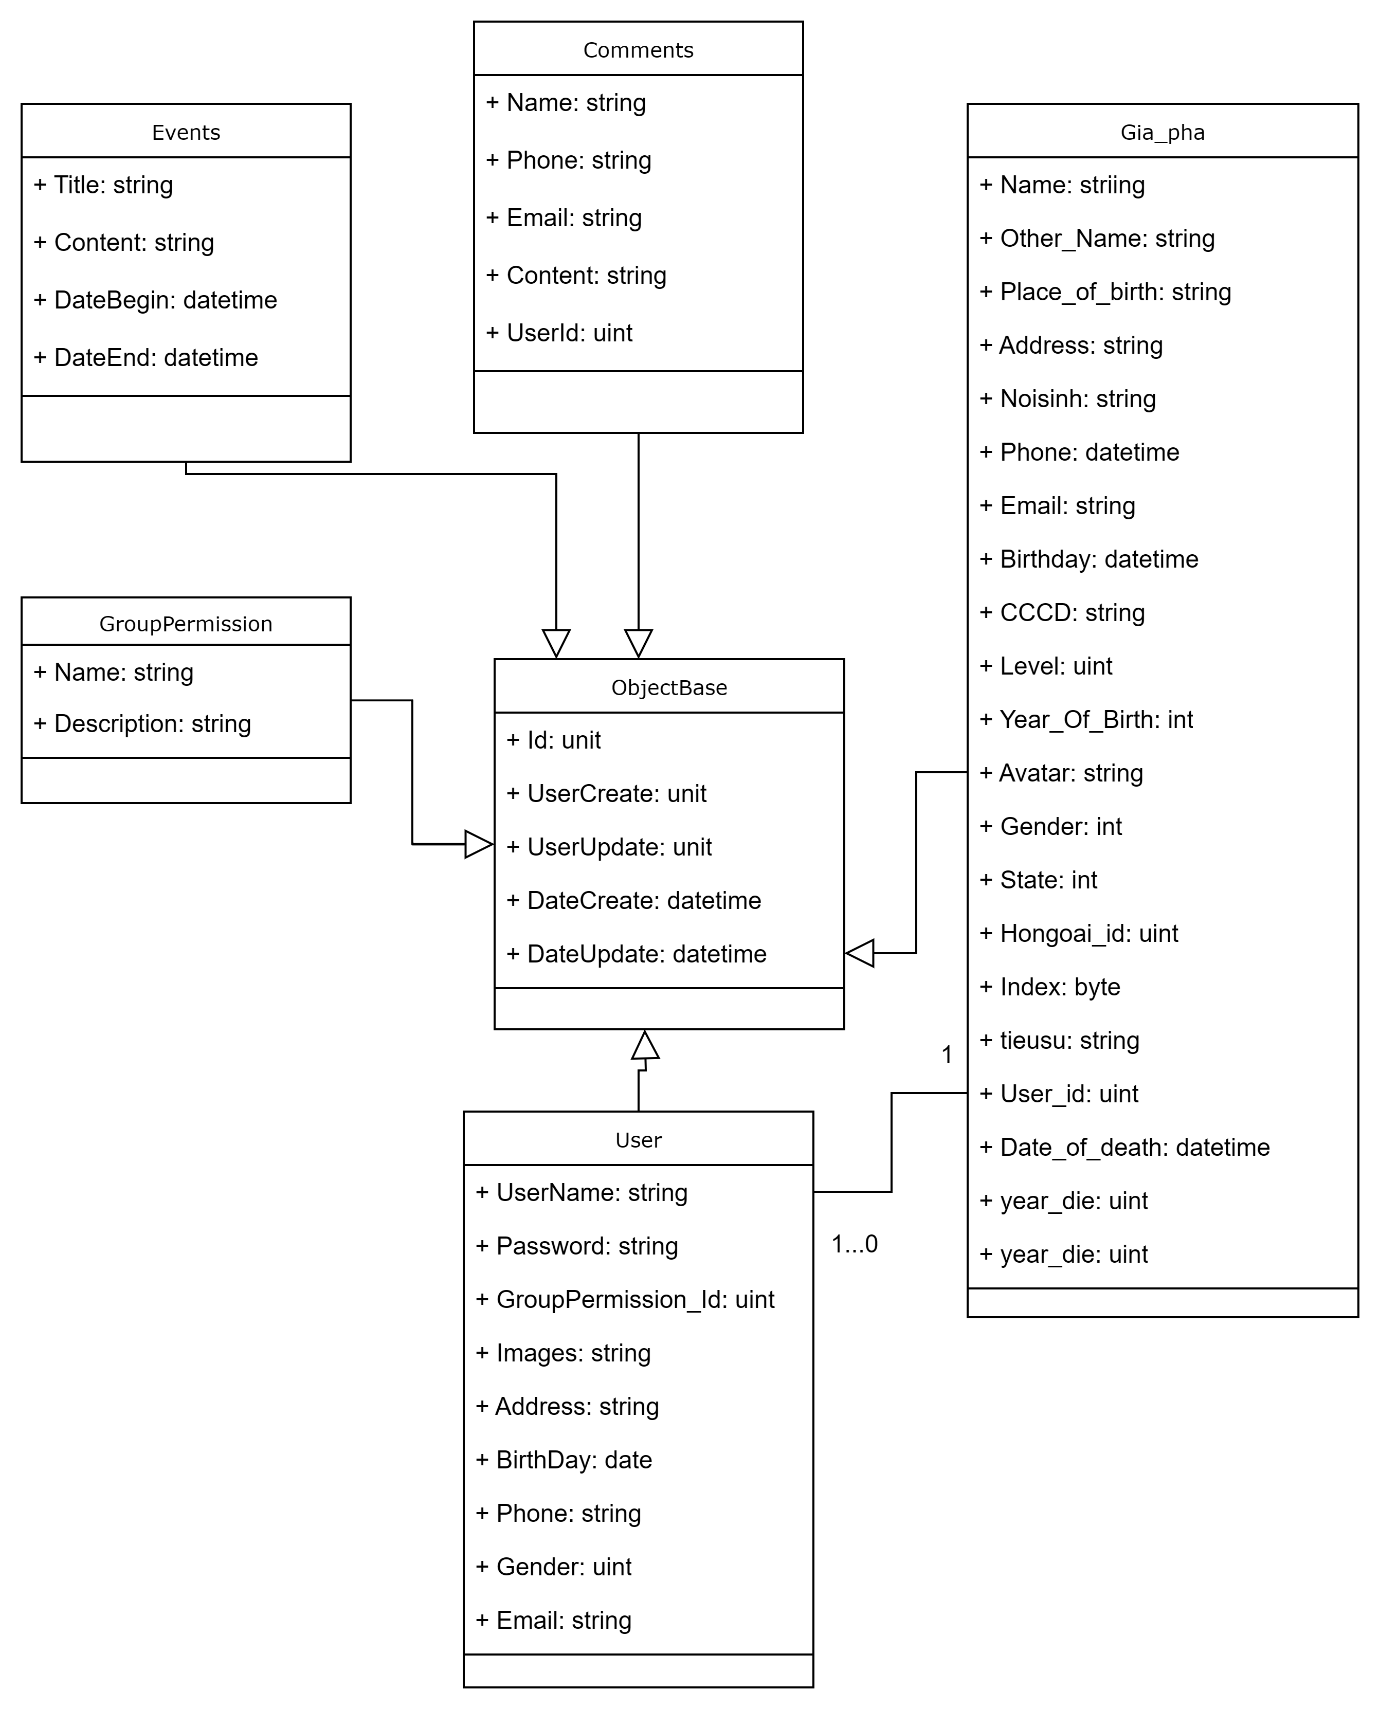 Comments
+ Name: string
+ Phone: string
+ Email: string
+ Content: string
+ UserId: uint
Events
+ Title: string
+ Content: string
+ DateBegin: datetime
+ DateEnd: datetime
Gia_pha
+ Name: striing
+ Other_Name: string
+ Place_of_birth: string
+ Address: string
+ Noisinh: string
+ Phone: datetime
+ Email: string
+ Birthday: datetime
+ CCCD: string
+ Level: uint
+ Year_Of_Birth: int
+ Avatar: string
+ Gender: int
+ State: int
+ Hongoai_id: uint
+ Index: byte
+ tieusu: string
+ User_id: uint
+ Date_of_death: datetime
+ year_die: uint
+ year_die: uint
GroupPermission
+ Name: string
+ Description: string
ObjectBase
+ Id: unit
+ UserCreate: unit
+ UserUpdate: unit
+ DateCreate: datetime
+ DateUpdate: datetime
1
1...0
User
+ UserName: string
+ Password: string
+ GroupPermission_Id: uint
+ Images: string
+ Address: string
+ BirthDay: date
+ Phone: string
+ Gender: uint
+ Email: string